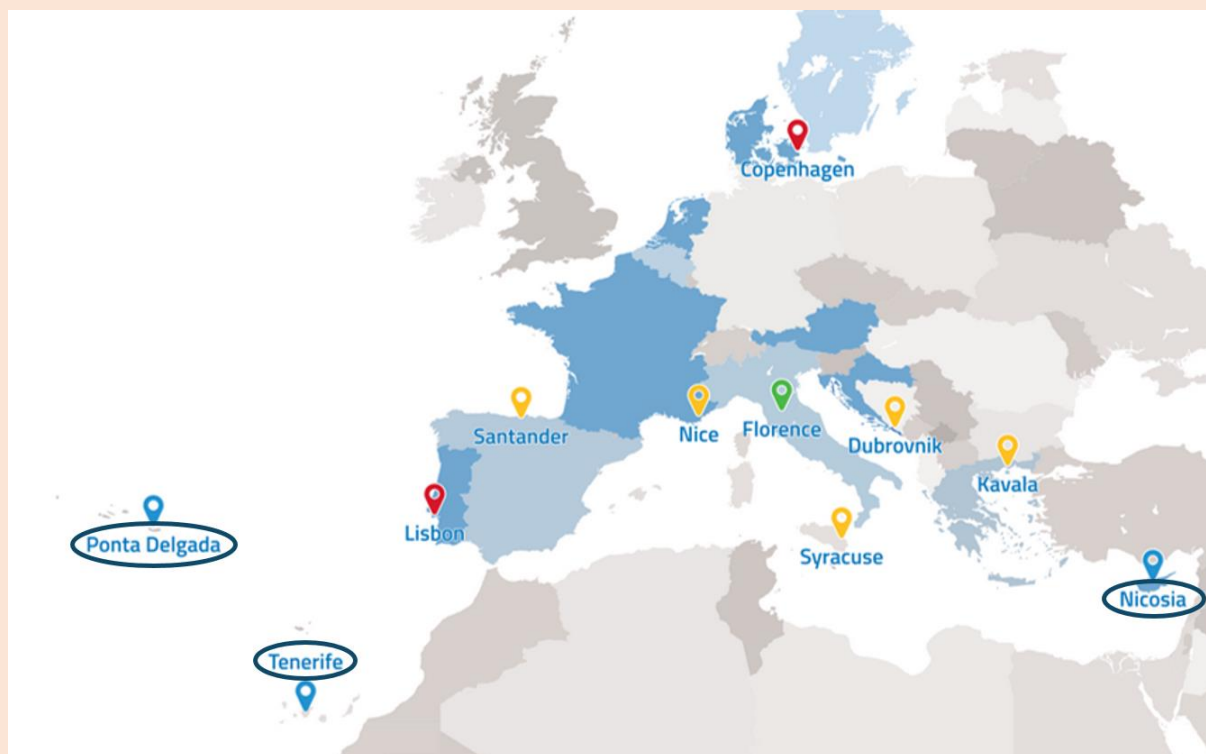 Copenhagen
Santander
Nice
Florence
Dubrovnik
Kavala
Lisbon
Ponta Delgada
Syracuse
Nicosia
Tenerife